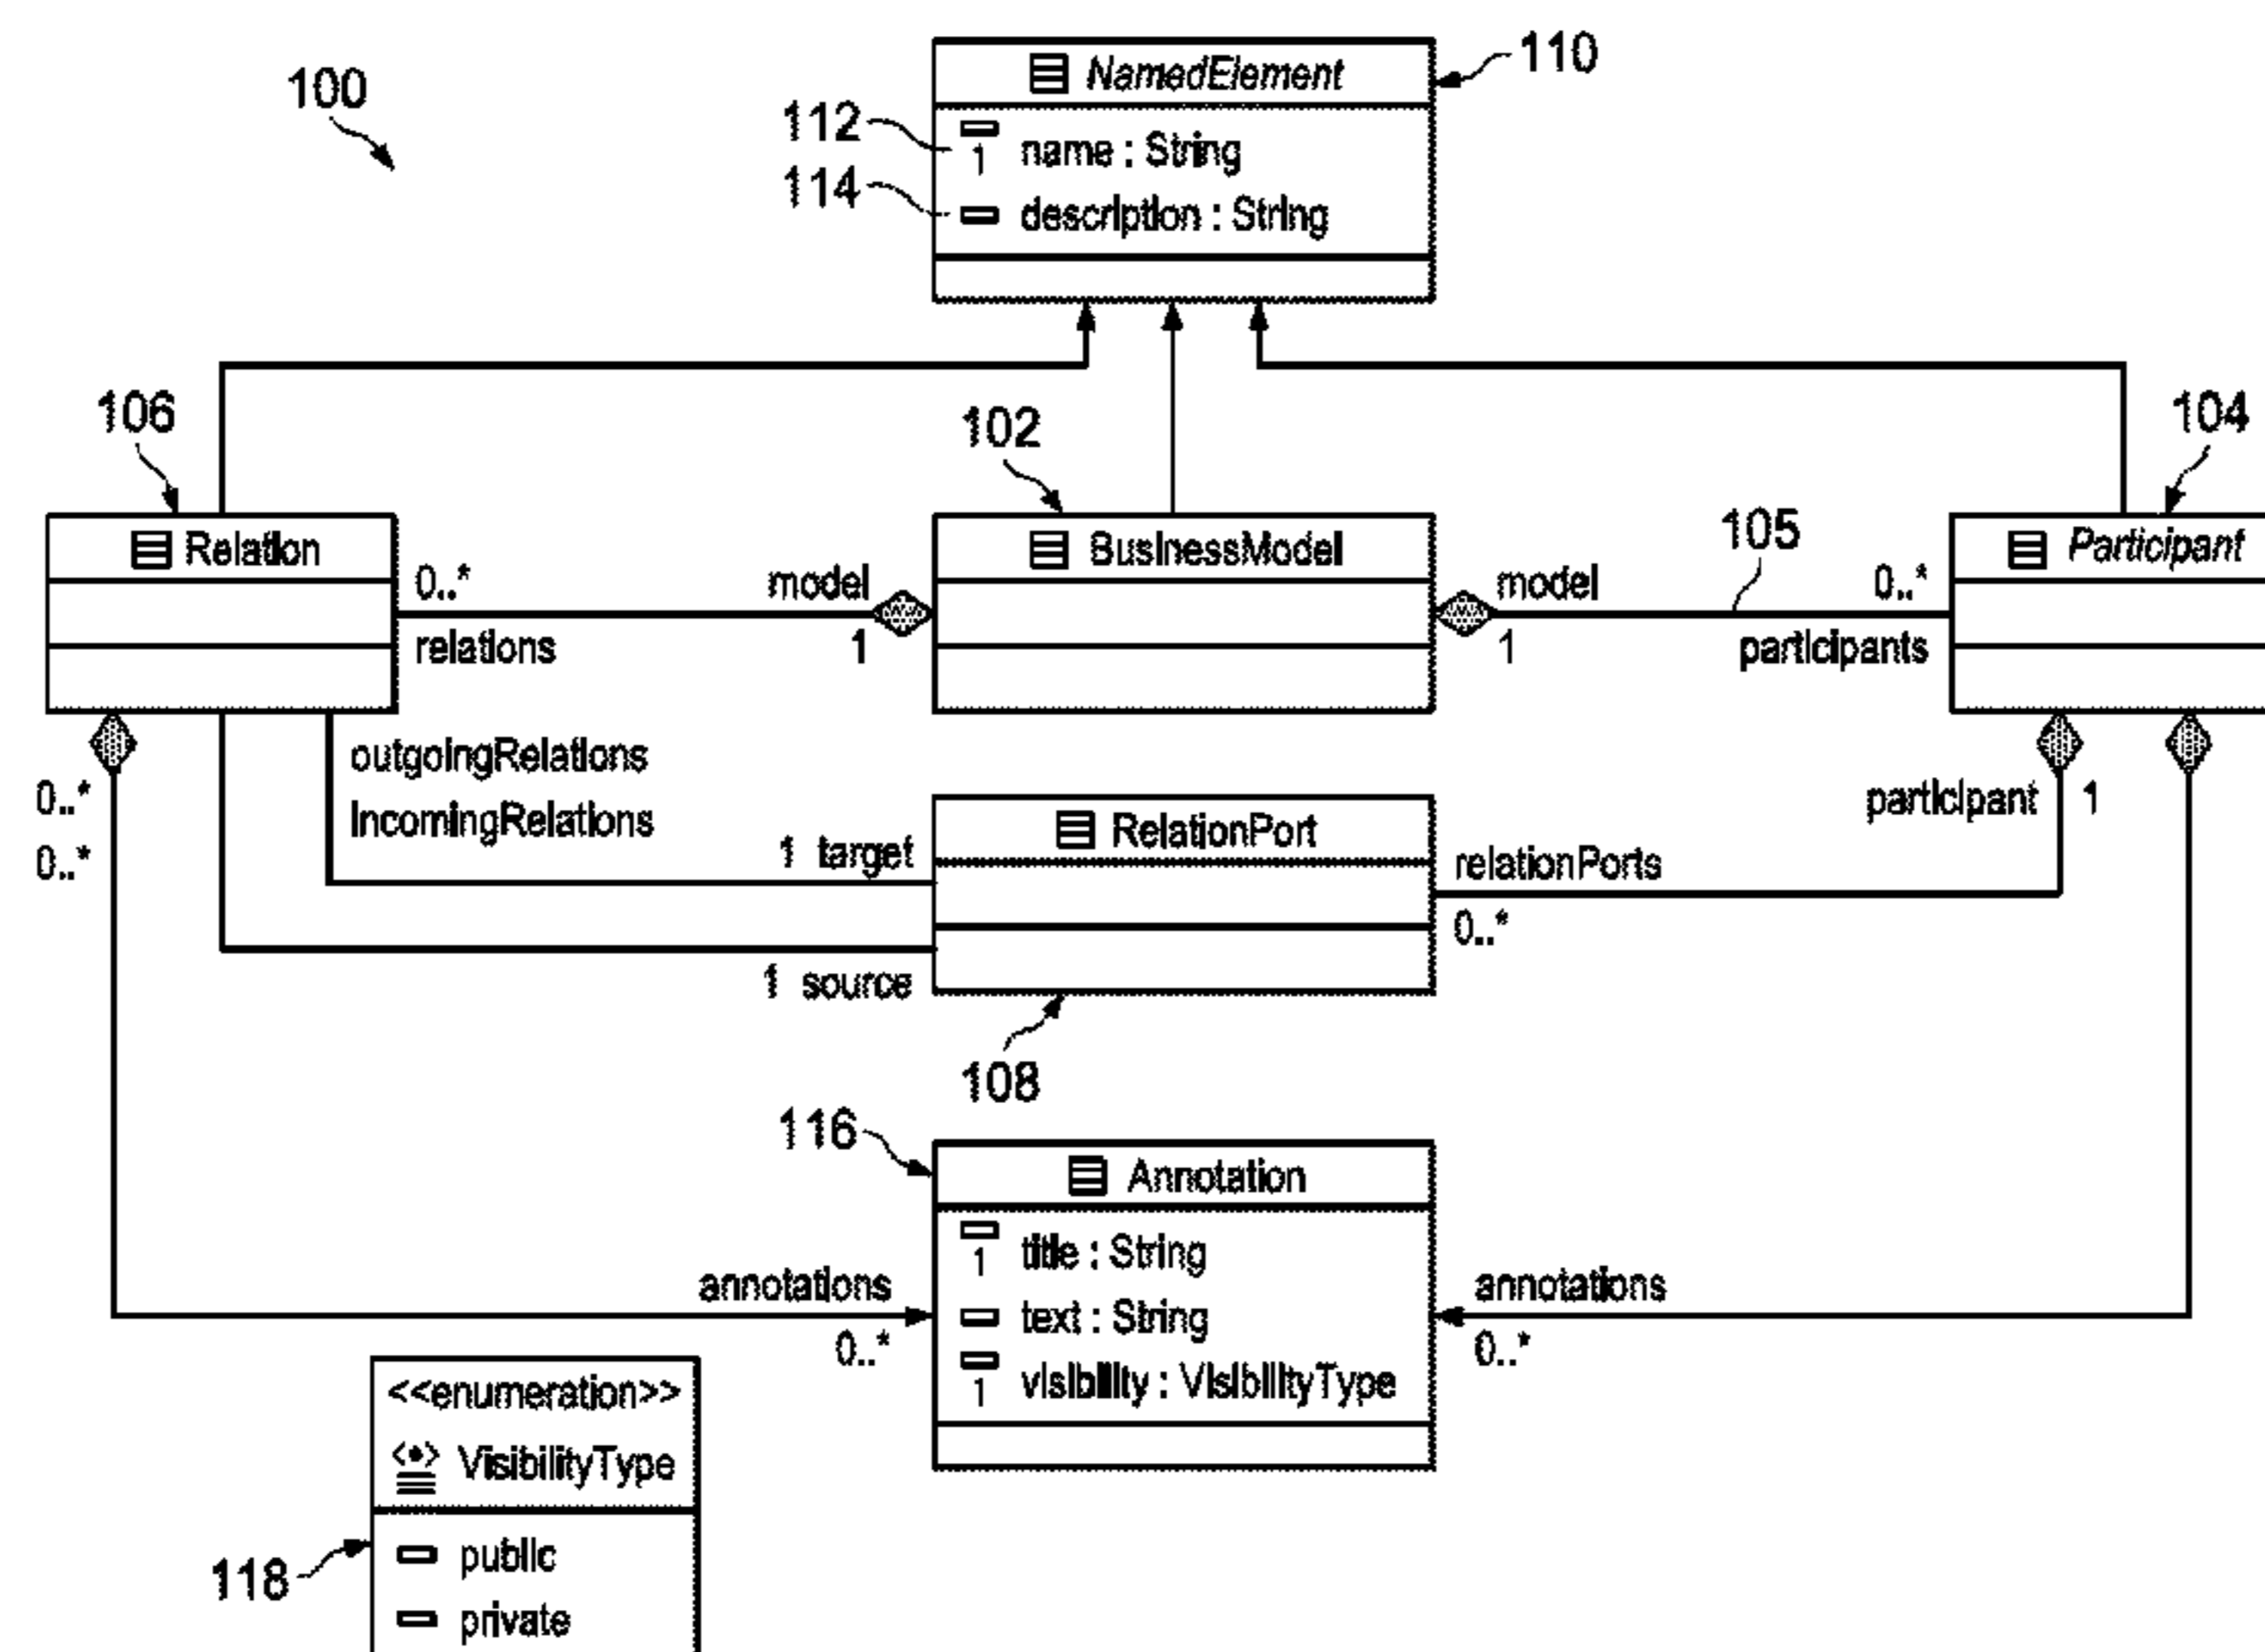 100
110
NamedElement
112
1 name : String
114
description : String
106
102
104
Relation
BusinessModel
105
Participant
0..*
model
model
0..*
relations
1
1
participants
outgoingRelations
0..*
incomingRelations
0..*
1 target
RelationPort
relationPorts
participant
1
0..*
1 source
108
116
Annotation
1 title : String
annotations
annotations
text : String
0..*
0..*
1 visibility : VisibilityType
<<enumeration>>
VisibilityType
118
public
private